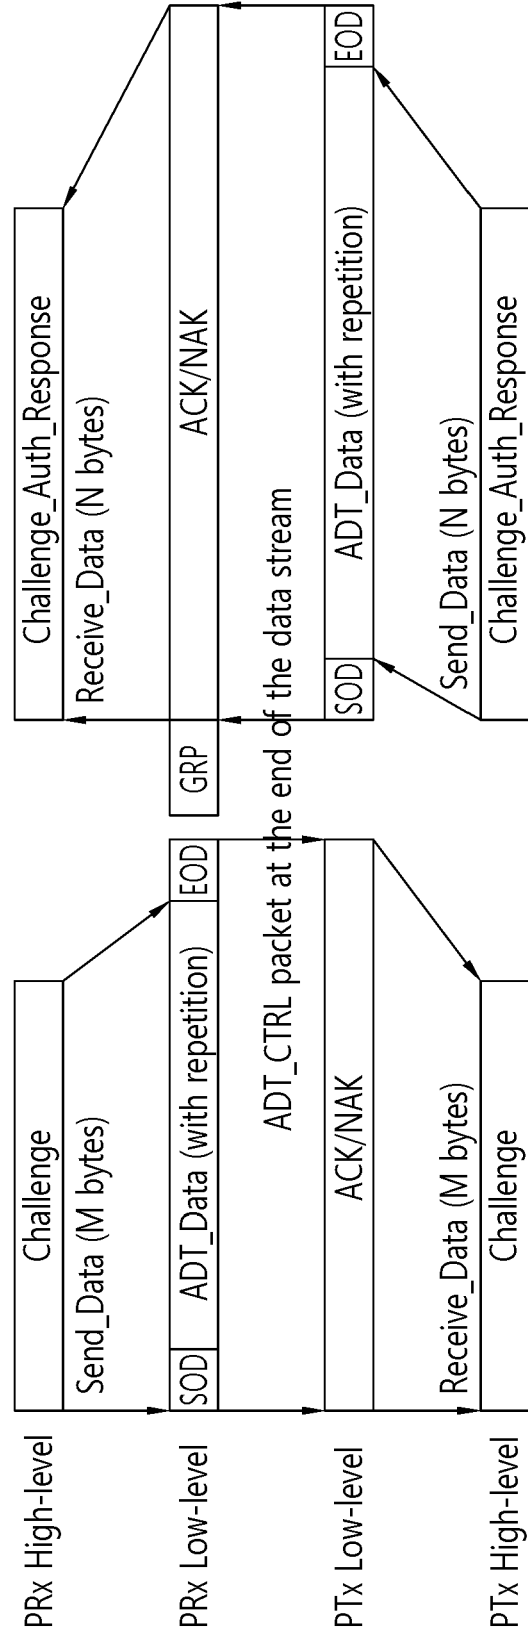 PRx High-level
Challenge
Challenge_Auth_Response
Send_Data (M bytes)
Receive_Data (N bytes)
PRx Low-level
SOD
ADT_Data (with repetition)
EOD
GRP
ACK/NAK
ADT_CTRL packet at the end of the data stream
PTx Low-level
ACK/NAK
SOD
ADT_Data (with repetition)
EOD
Receive_Data (M bytes)
Send_Data (N bytes)
PTx High-level
Challenge
Challenge_Auth_Response